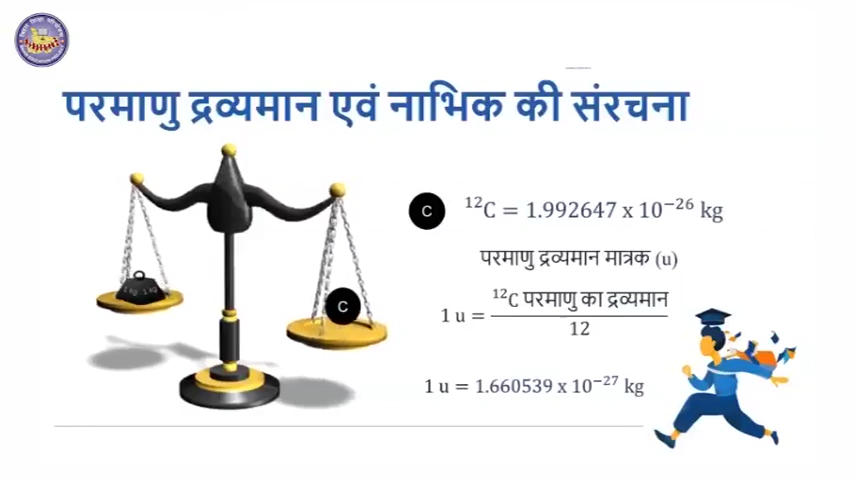 परमाणु द्रव्यमान एवं नाभिक की संरचना
C
¹²C = 1.992647 x 10⁻²⁶ kg
परमाणु द्रव्यमान मात्रक (u)
1 u = ¹²C परमाणु का द्रव्यमान / 12
1 u = 1.660539 x 10⁻²⁷ kg
C